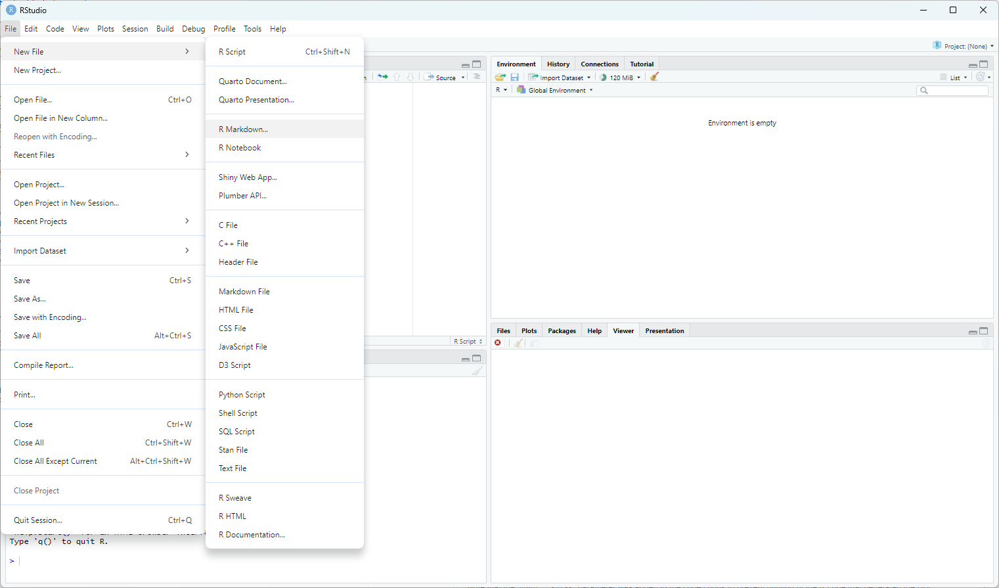 RStudio
File Edit Code View Plots Session Build Debug Profile Tools Help
New File
New Project...
Open File... Ctrl+O
Open File in New Column...
Reopen with Encoding...
Recent Files
Open Project...
Open Project in New Session...
Recent Projects
Import Dataset
Save Ctrl+S
Save As...
Save with Encoding...
Save All Alt+Ctrl+S
Compile Report...
Print...
Close Ctrl+W
Close All Ctrl+Shift+W
Close All Except Current Alt+Ctrl+Shift+W
Close Project
Quit Session... Ctrl+Q
R Script Ctrl+Shift+N
Quarto Document...
Quarto Presentation...
R Markdown...
R Notebook
Shiny Web App...
Plumber API...
C File
C++ File
Header File
Markdown File
HTML File
CSS File
JavaScript File
D3 Script
Python Script
Shell Script
SQL Script
Stan File
Text File
R Sweave
R HTML
R Documentation...
Source
R Script
Type 'q()' to quit R.
>
Project: (None)
Environment History Connections Tutorial
Import Dataset 120 MiB List
R Global Environment
Environment is empty
Files Plots Packages Help Viewer Presentation